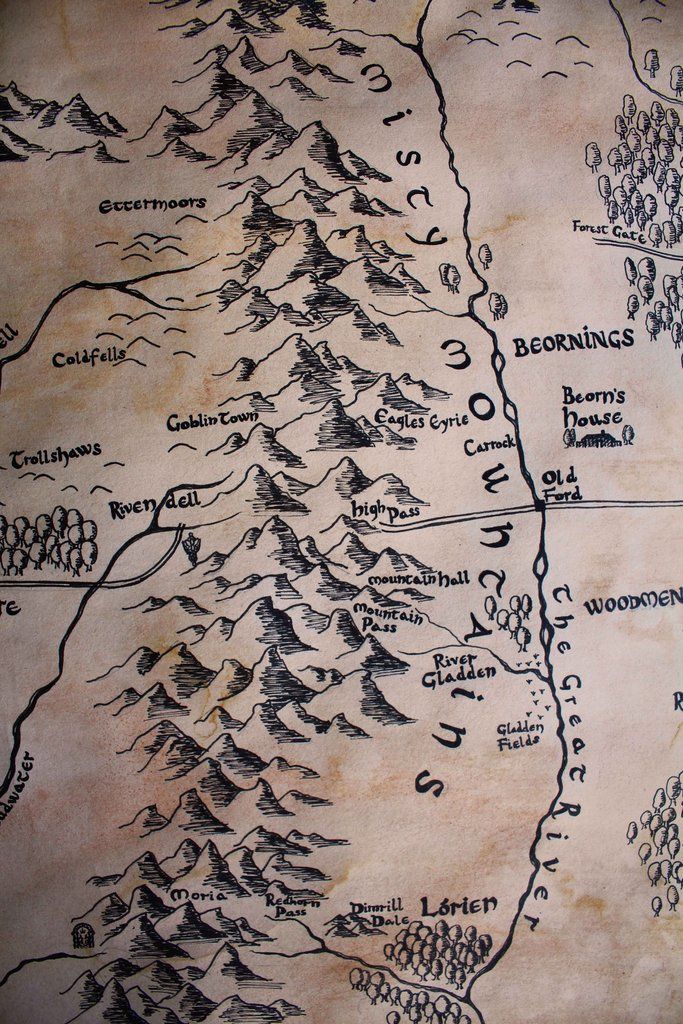 Misty Mountains
Ettermoors
Forest Gate
ell
Coldfells
BEORNINGS
Beorn's
House
Goblin Town
Eagles Eyrie
Carrock
Trollshaws
Old
Ford
Rivendell
High Pass
Mountain Hall
Mountain
Pass
WOODMEN
TE
River
Gladden
The Great River
Gladden
Fields
R
udwater
Moria
Redhorn
Pass
Dimrill
Dale
Lórien